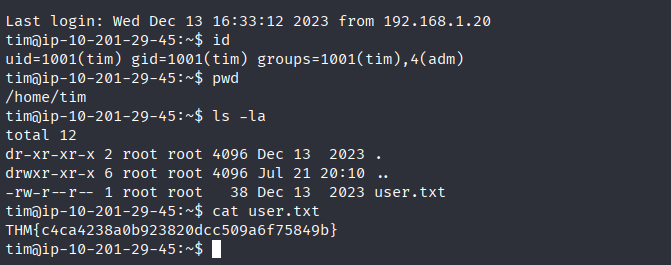 Last login: Wed Dec 13 16:33:12 2023 from 192.168.1.20
tim@ip-10-201-29-45:~$ id
uid=1001(tim) gid=1001(tim) groups=1001(tim),4(adm)
tim@ip-10-201-29-45:~$ pwd
/home/tim
tim@ip-10-201-29-45:~$ ls -la
total 12
dr-xr-xr-x 2 root root 4096 Dec 13  2023 .
drwxr-xr-x 6 root root 4096 Jul 21 20:10 ..
-rw-r--r-- 1 root root   38 Dec 13  2023 user.txt
tim@ip-10-201-29-45:~$ cat user.txt
THM{c4ca4238a0b923820dcc509a6f75849b}
tim@ip-10-201-29-45:~$